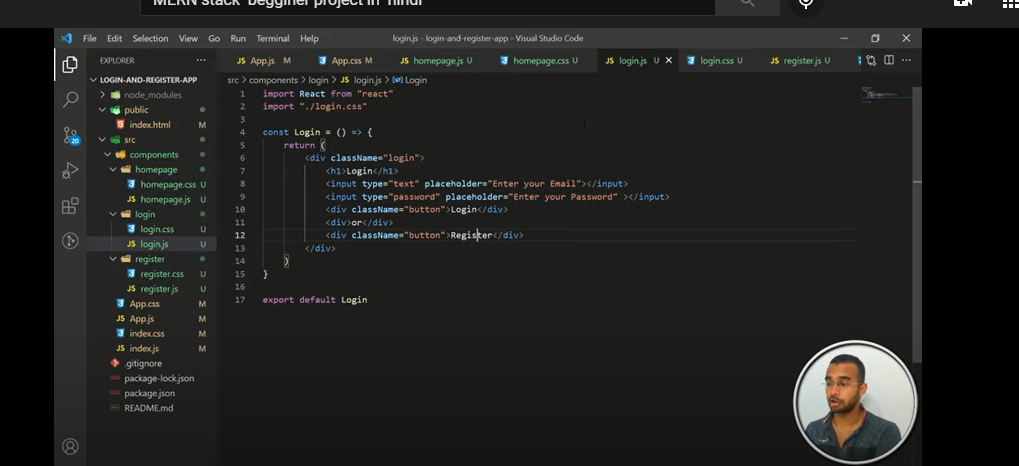 MERN stack begginer project in hindi
File Edit Selection View Go Run Terminal Help
login.js - login-and-register-app - Visual Studio Code
EXPLORER
LOGIN-AND-REGISTER-APP
node_modules
public
index.html M
src
components
homepage
homepage.css U
homepage.js U
login
login.css U
login.js U
register
register.css U
register.js U
App.css M
App.js M
index.css M
index.js M
.gitignore
package-lock.json
package.json
README.md
20
JS App.js M
App.css M
JS homepage.js U
homepage.css U
JS login.js U
login.css U
JS register.js U
src > components > login > JS login.js > Login
1 import React from "react"
2 import "./login.css"
3
4 const Login = () => {
5 return (
6 <div className="login">
7 <h1>Login</h1>
8 <input type="text" placeholder="Enter your Email"></input>
9 <input type="password" placeholder="Enter your Password" ></input>
10 <div className="button">Login</div>
11 <div>or</div>
12 <div className="button">Register</div>
13 </div>
14 )
15 }
16
17 export default Login